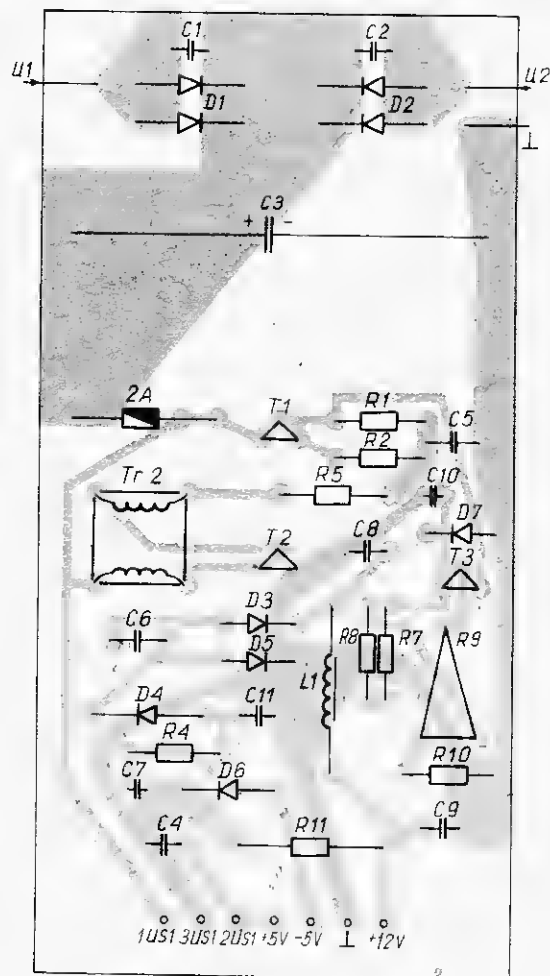 C1 C2
U1 U2
D1 D2
⊥
C3
+ -
2A T1 R1
C5
R2
Tr 2 R5 C10
D7
T2 C8 T3
D3
C6 R8 R7 R9
D5
L1
D4 C11
R4
R10
C7 D6
C9
C4 R11
1US1 3US1 2US1 +5V -5V ⊥ +12V
2